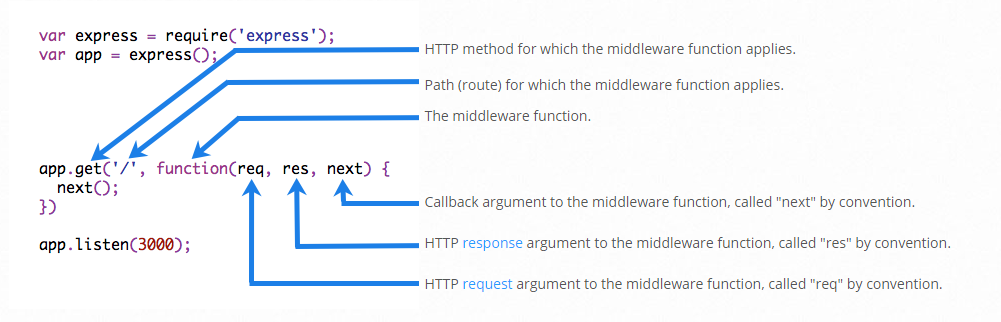 var express = require('express');
var app = express();
HTTP method for which the middleware function applies.
Path (route) for which the middleware function applies.
The middleware function.
app.get('/', function(req, res, next) {
  next();
})
Callback argument to the middleware function, called "next" by convention.
app.listen(3000);
HTTP response argument to the middleware function, called "res" by convention.
HTTP request argument to the middleware function, called "req" by convention.